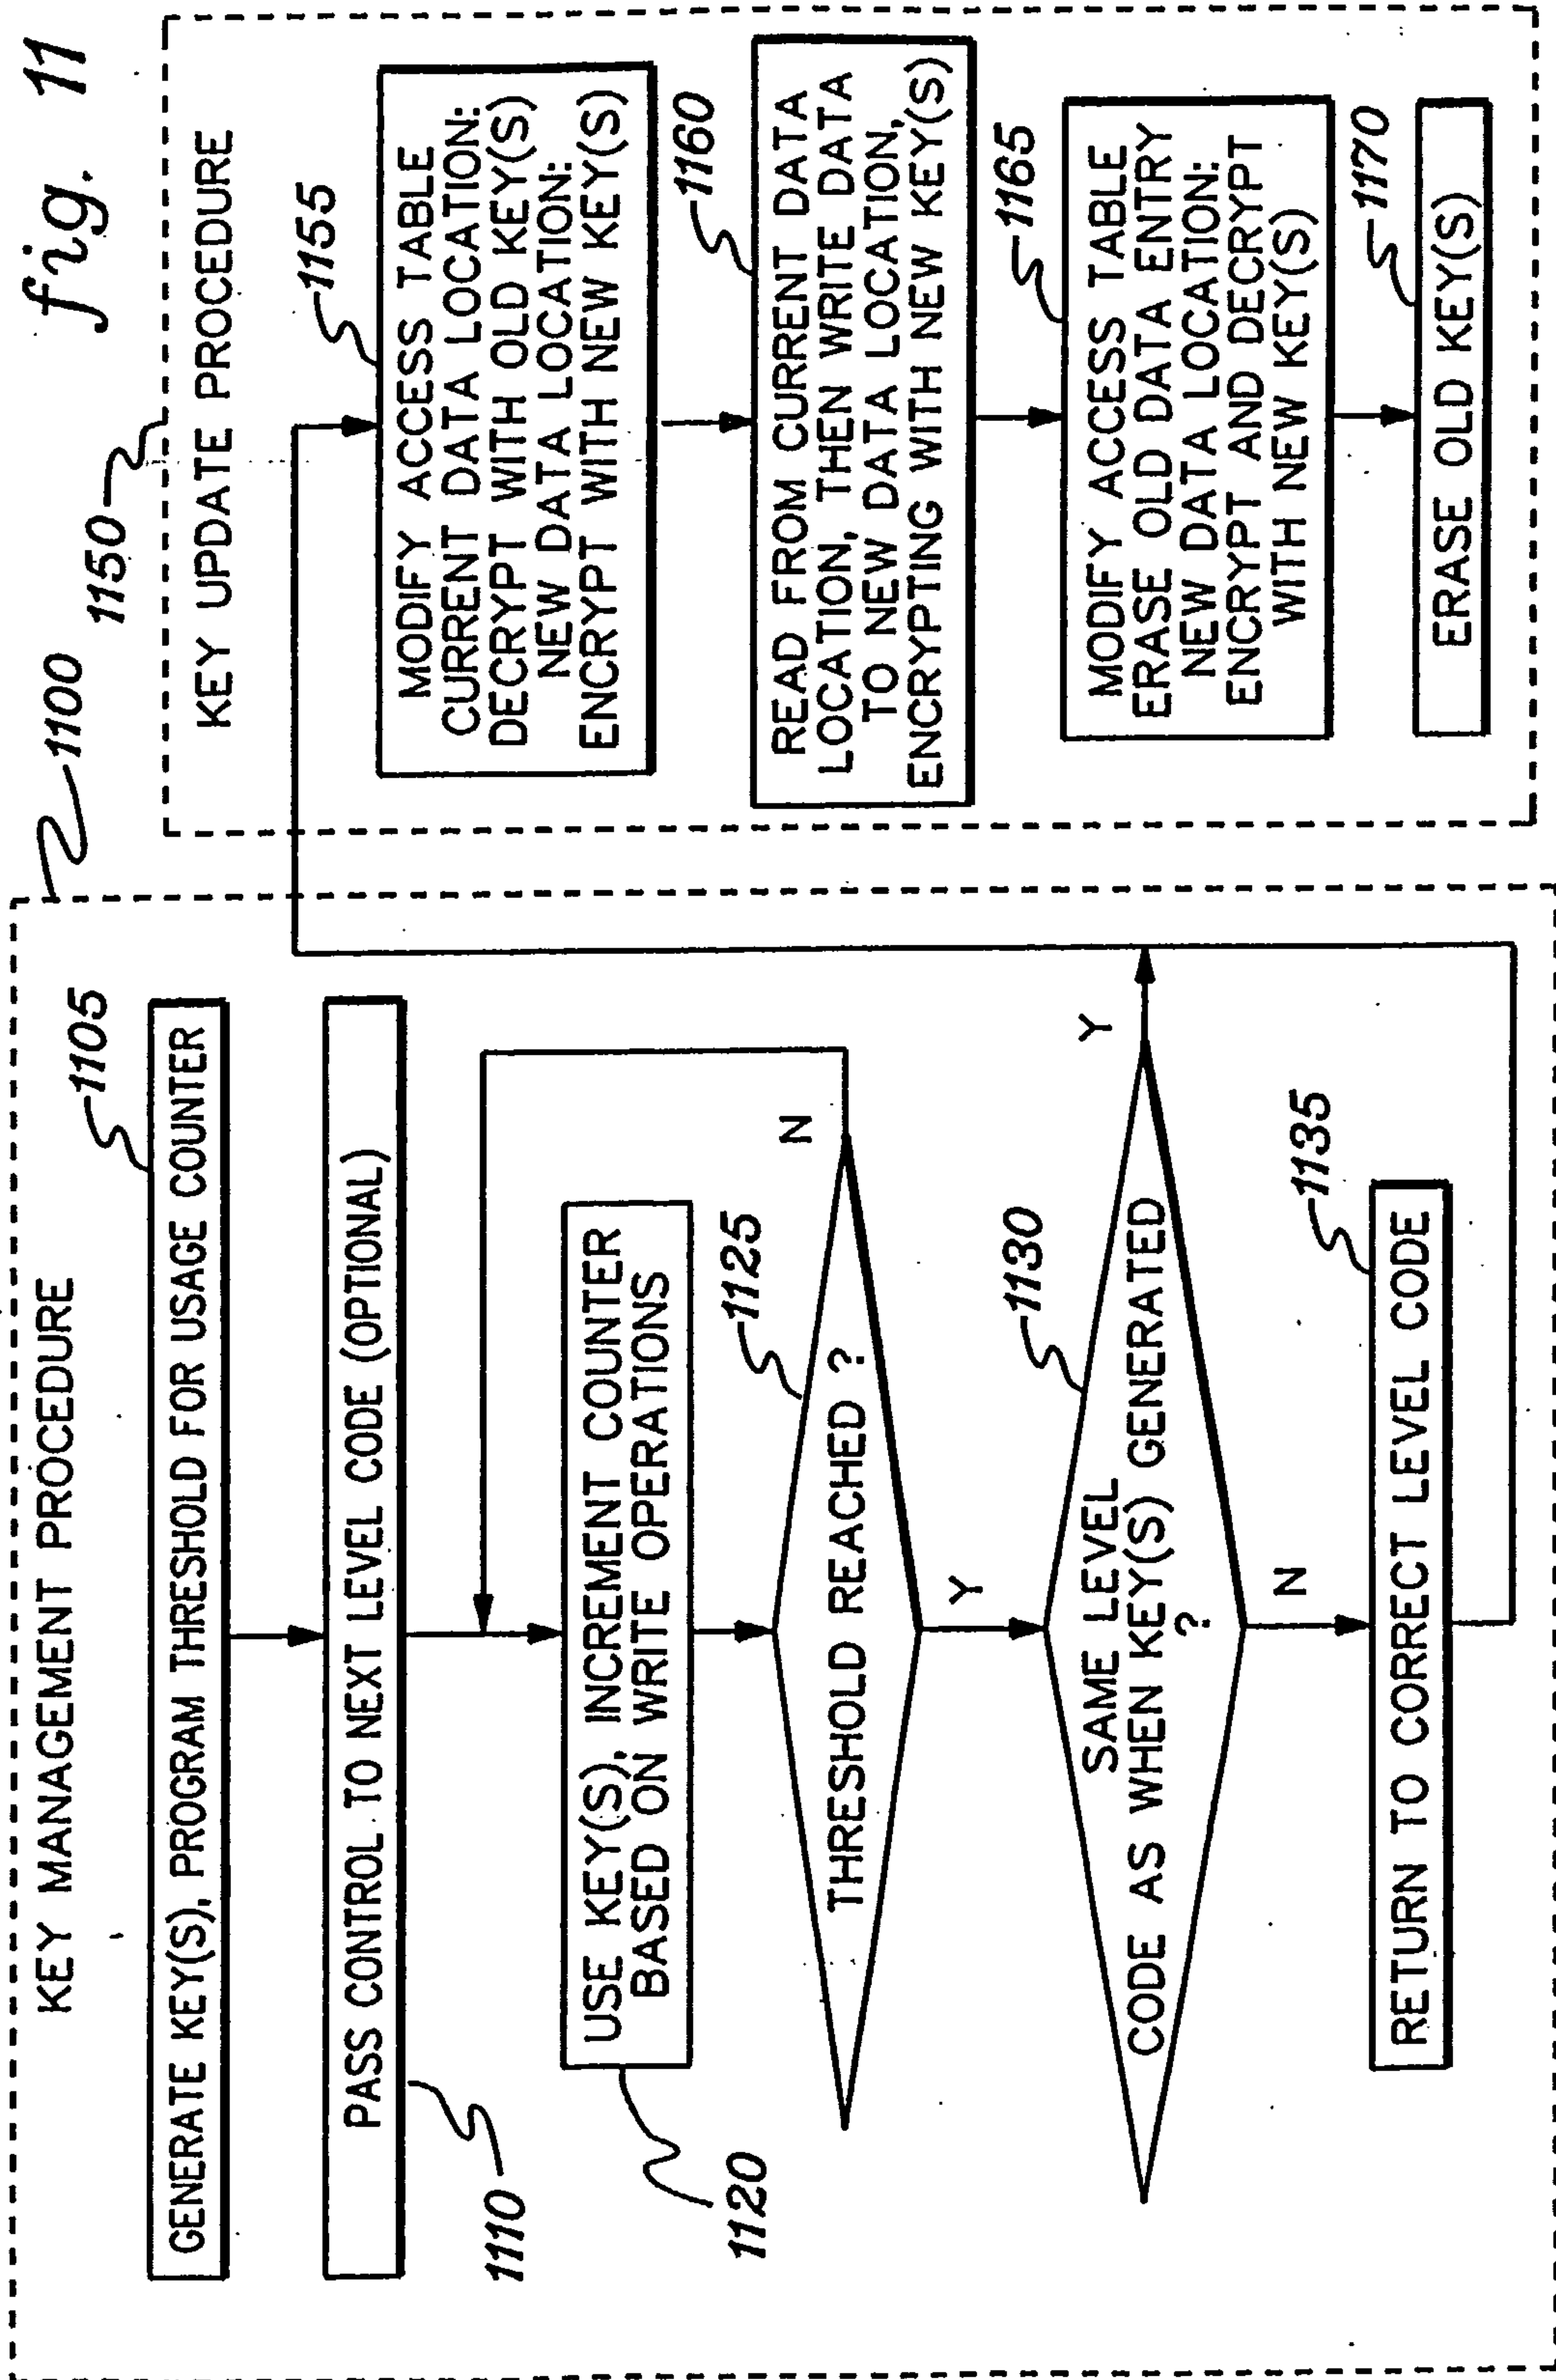 fig. 11
1100
KEY MANAGEMENT PROCEDURE
1105
GENERATE KEY(S), PROGRAM THRESHOLD FOR USAGE COUNTER
PASS CONTROL TO NEXT LEVEL CODE (OPTIONAL)
1110
USE KEY(S), INCREMENT COUNTER
BASED ON WRITE OPERATIONS
1120
1125
THRESHOLD REACHED ?
N
Y
1130
SAME LEVEL
CODE AS WHEN KEY(S) GENERATED
?
Y
N
1135
RETURN TO CORRECT LEVEL CODE
1150
KEY UPDATE PROCEDURE
1155
MODIFY ACCESS TABLE
CURRENT DATA LOCATION:
DECRYPT WITH OLD KEY(S)
NEW DATA LOCATION:
ENCRYPT WITH NEW KEY(S)
1160
READ FROM CURRENT DATA
LOCATION, THEN WRITE DATA
TO NEW DATA LOCATION,
ENCRYPTING WITH NEW KEY(S)
1165
MODIFY ACCESS TABLE
ERASE OLD DATA ENTRY
NEW DATA LOCATION:
ENCRYPT AND DECRYPT
WITH NEW KEY(S)
1170
ERASE OLD KEY(S)